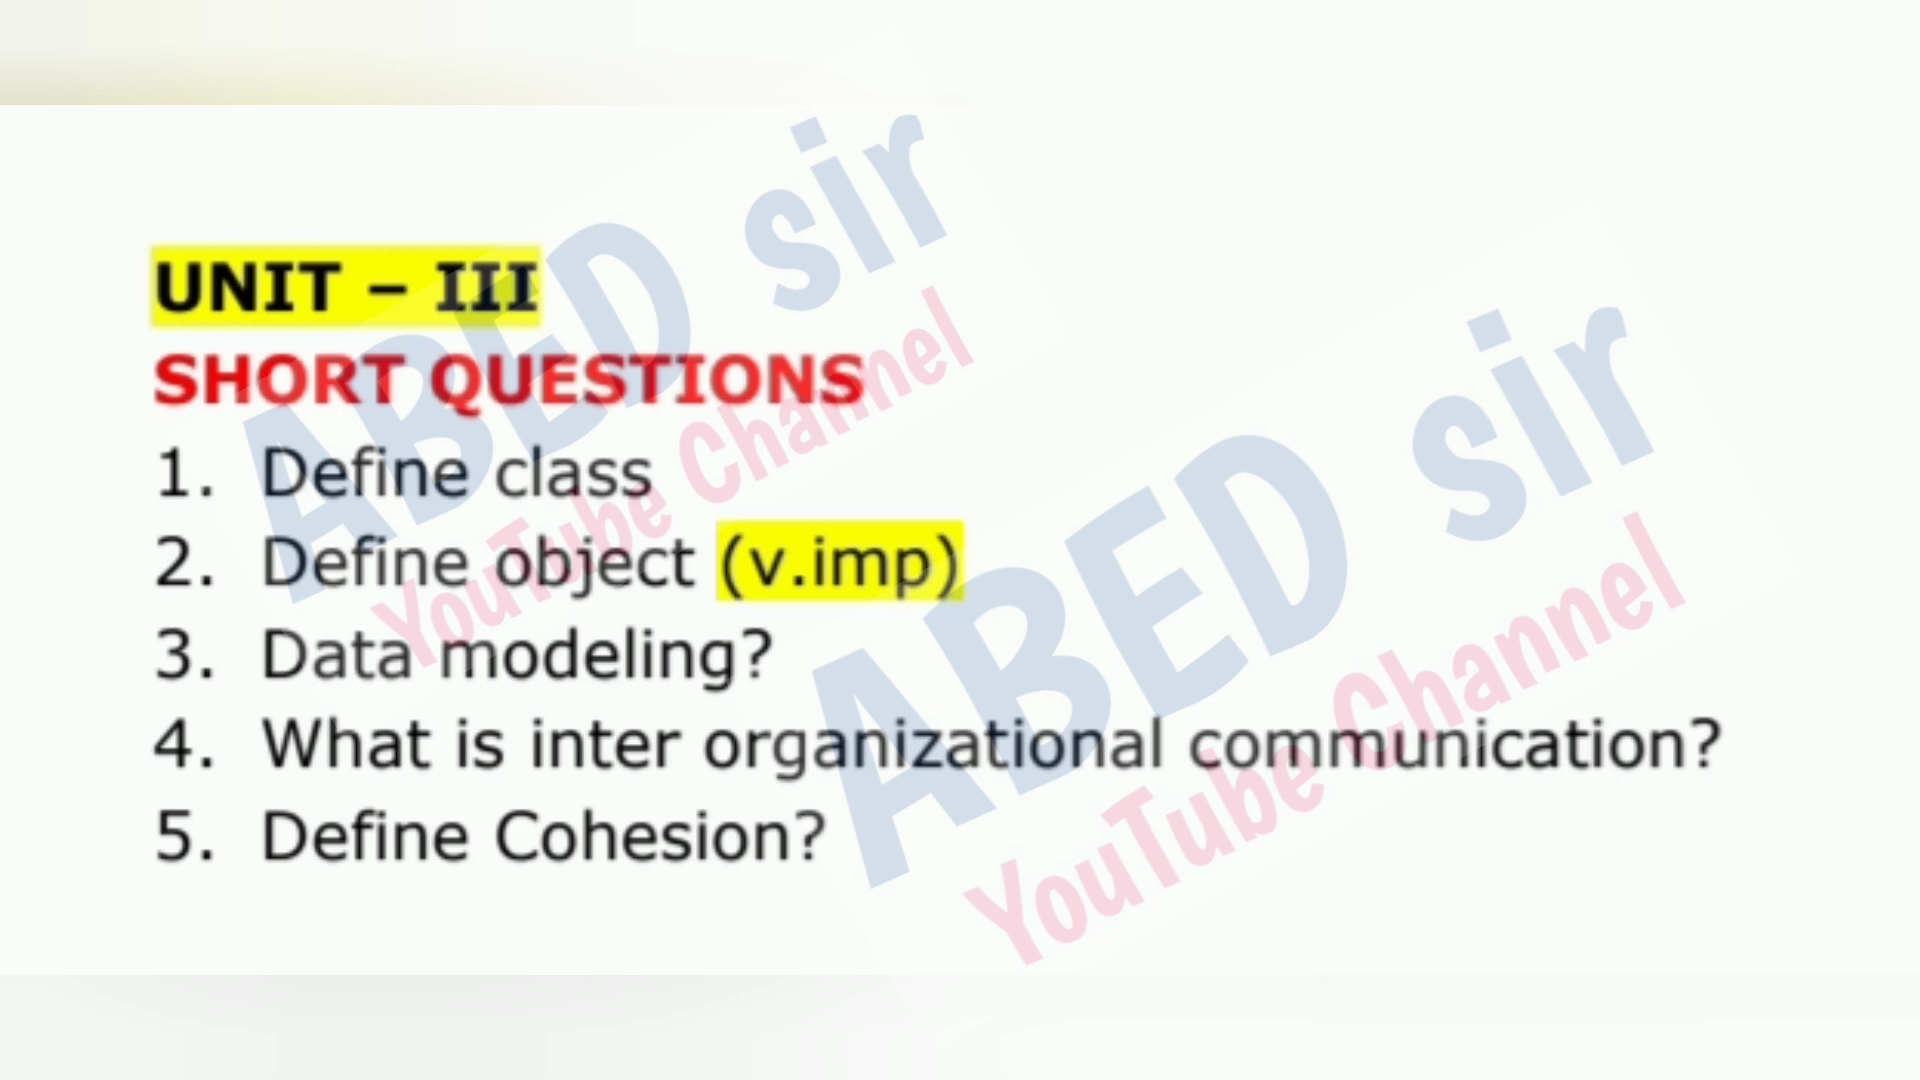 UNIT – III
SHORT QUESTIONS
1. Define class
2. Define object (v.imp)
3. Data modeling?
4. What is inter organizational communication?
5. Define Cohesion?
ABED sir
YouTube Channel
ABED sir
YouTube Channel